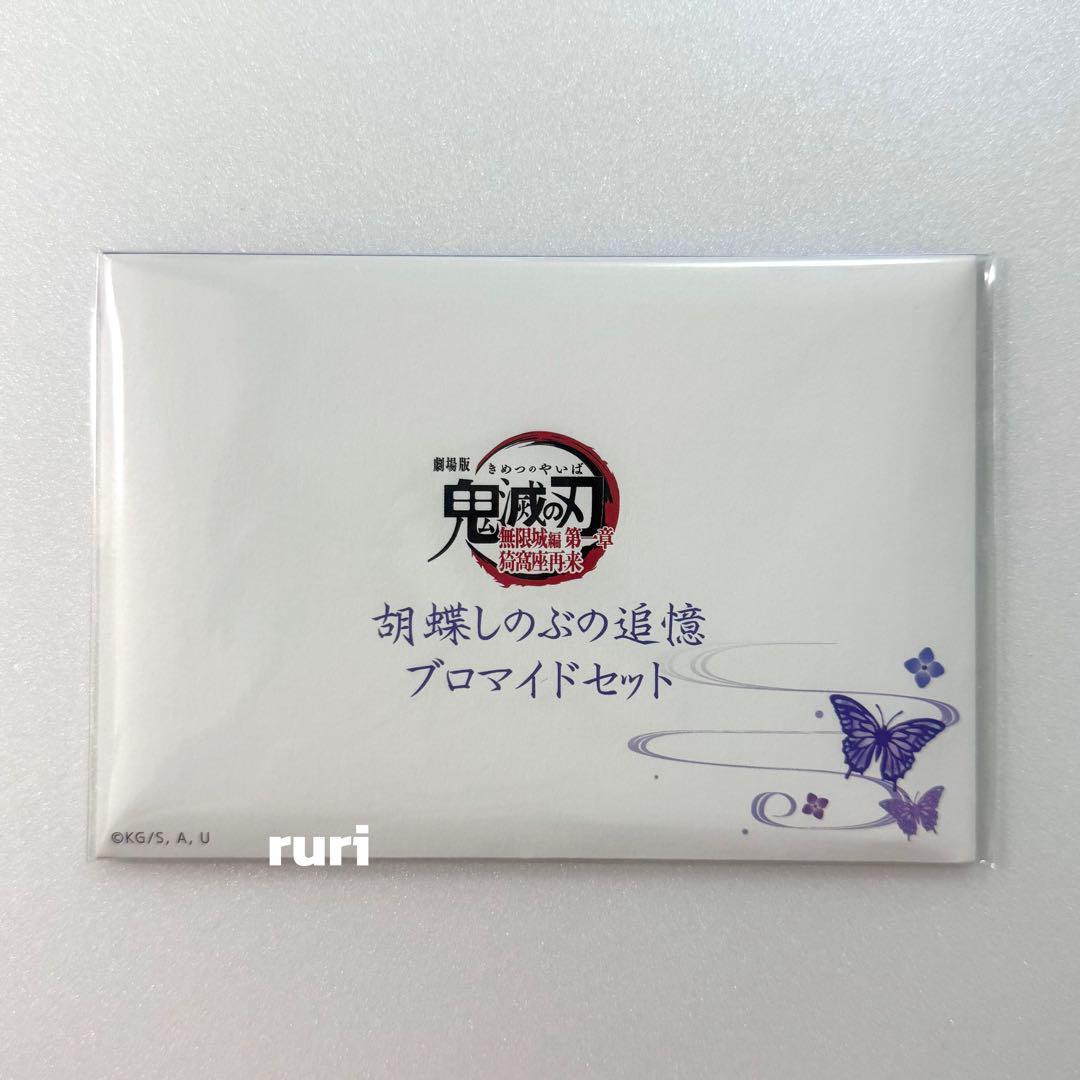 劇場版
きめつのやいば
鬼滅の刃
無限城編 第一章
猗窩座再来
胡蝶しのぶの追憶
ブロマイドセット
©KG/S, A, U
ruri